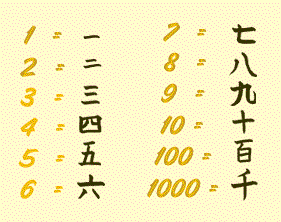 1 = 一
2 = 二
3 = 三
4 = 四
5 = 五
6 = 六
7 = 七
8 = 八
9 = 九
10 = 十
100 = 百
1000 = 千